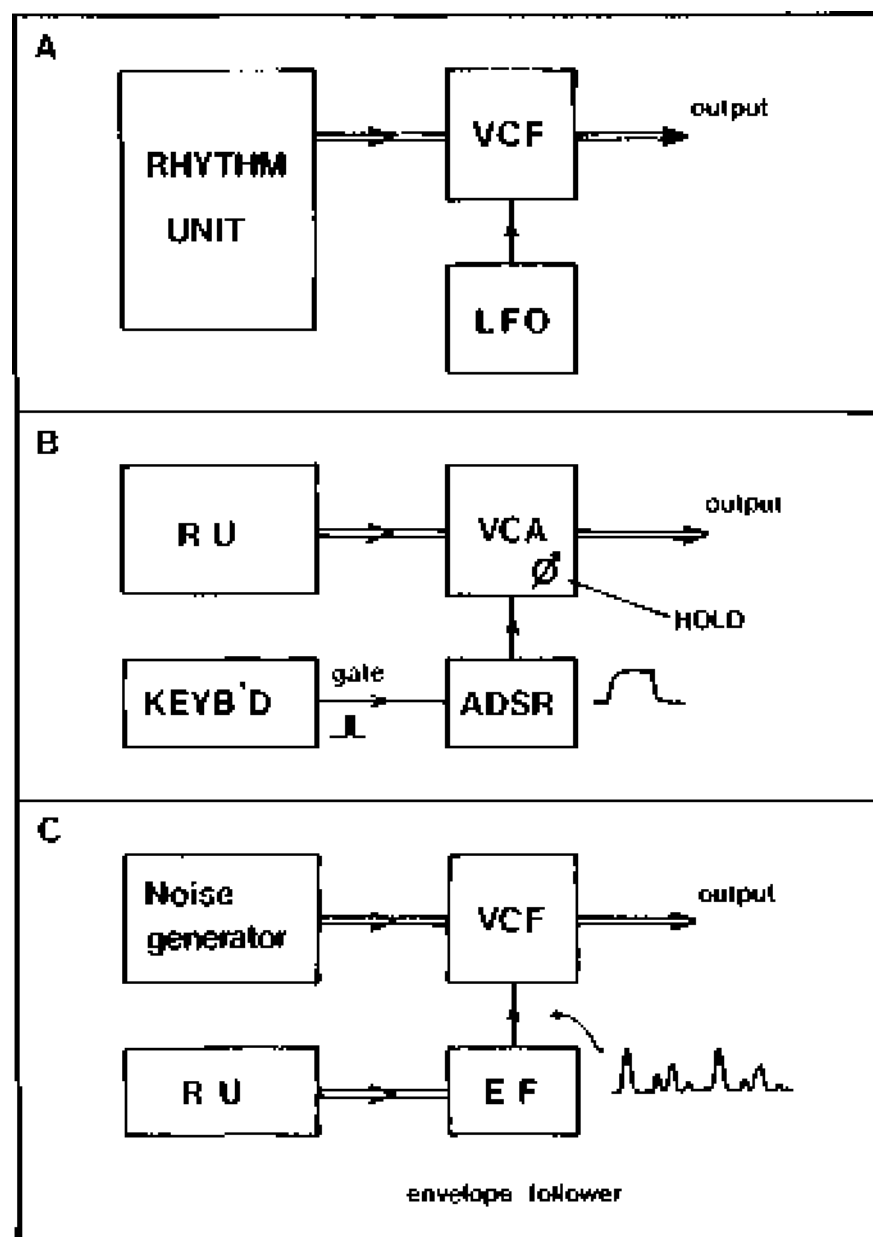 A
RHYTHM
UNIT
VCF
output
LFO
B
R U
VCA
output
HOLD
KEYB'D
gate
ADSR
C
Noise
generator
VCF
output
R U
E F
envelope follower